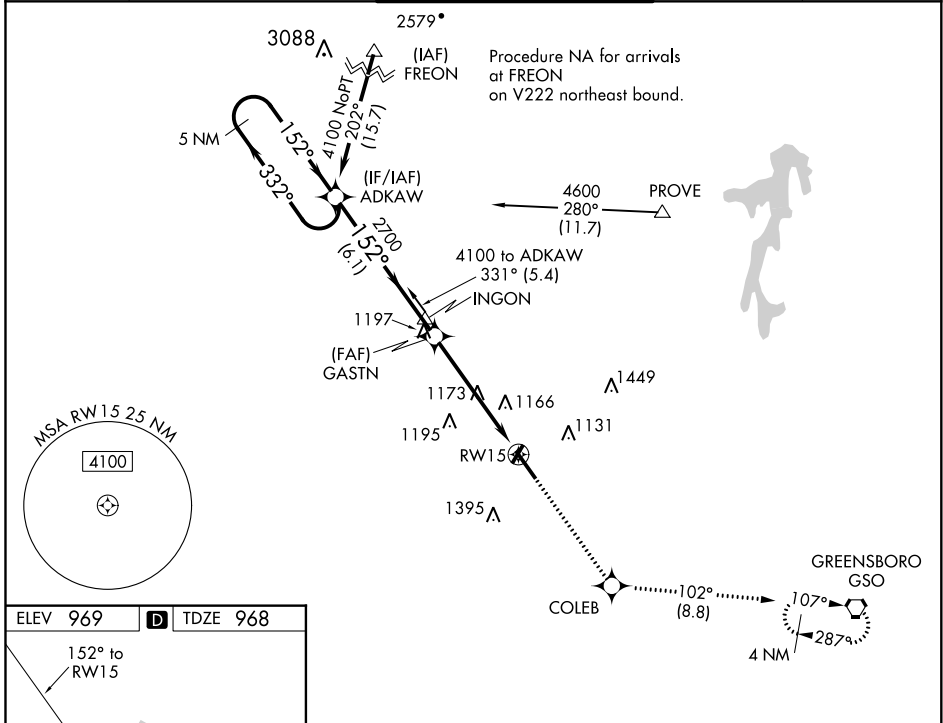 2579
3088
(IAF)
FREON
Procedure NA for arrivals
at FREON
on V222 northeast bound.
4100 NoPT
202°
(15.7)
5 NM
152°
332°
(IF/IAF)
ADKAW
4600
280°
(11.7)
PROVE
2700
152°
(6.1)
4100 to ADKAW
331° (5.4)
INGON
1197
(FAF)
GASTN
1173
1166
1449
1195
1131
RW15
1395
MSA RW15 25 NM
4100
COLEB
102°
(8.8)
GREENSBORO
GSO
107°
287°
4 NM
ELEV 969
D
TDZE 968
152° to
RW15